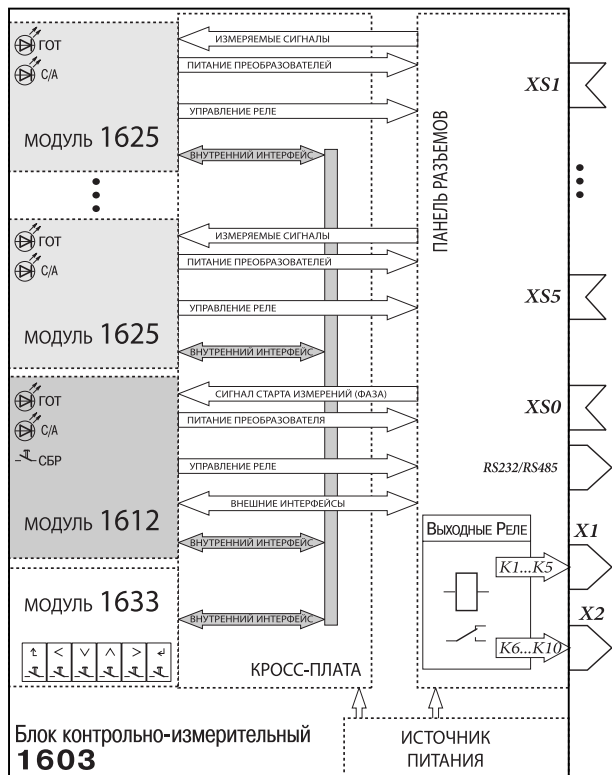 ГОТ
С/А
МОДУЛЬ 1625
ИЗМЕРЯЕМЫЕ СИГНАЛЫ
ПИТАНИЕ ПРЕОБРАЗОВАТЕЛЕЙ
УПРАВЛЕНИЕ РЕЛЕ
ВНУТРЕННИЙ ИНТЕРФЕЙС
ГОТ
С/А
МОДУЛЬ 1625
ИЗМЕРЯЕМЫЕ СИГНАЛЫ
ПИТАНИЕ ПРЕОБРАЗОВАТЕЛЕЙ
УПРАВЛЕНИЕ РЕЛЕ
ВНУТРЕННИЙ ИНТЕРФЕЙС
ГОТ
С/А
СБР
МОДУЛЬ 1612
СИГНАЛ СТАРТА ИЗМЕРЕНИЙ (ФАЗА)
ПИТАНИЕ ПРЕОБРАЗОВАТЕЛЯ
УПРАВЛЕНИЕ РЕЛЕ
ВНЕШНИЕ ИНТЕРФЕЙСЫ
ВНУТРЕННИЙ ИНТЕРФЕЙС
МОДУЛЬ 1633
ВНУТРЕННИЙ ИНТЕРФЕЙС
КРОСС-ПЛАТА
ПАНЕЛЬ РАЗЪЕМОВ
XS1
XS5
XS0
RS232/RS485
ВЫХОДНЫЕ РЕЛЕ
K1...K5
K6...K10
X1
X2
Блок контрольно-измерительный
1603
ИСТОЧНИК
ПИТАНИЯ